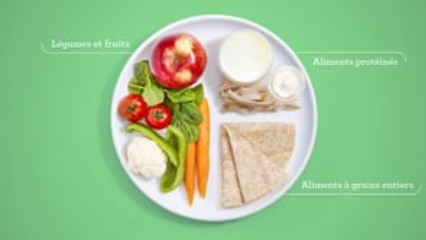 Légumes et fruits
Aliments protéinés
Aliments à grains entiers